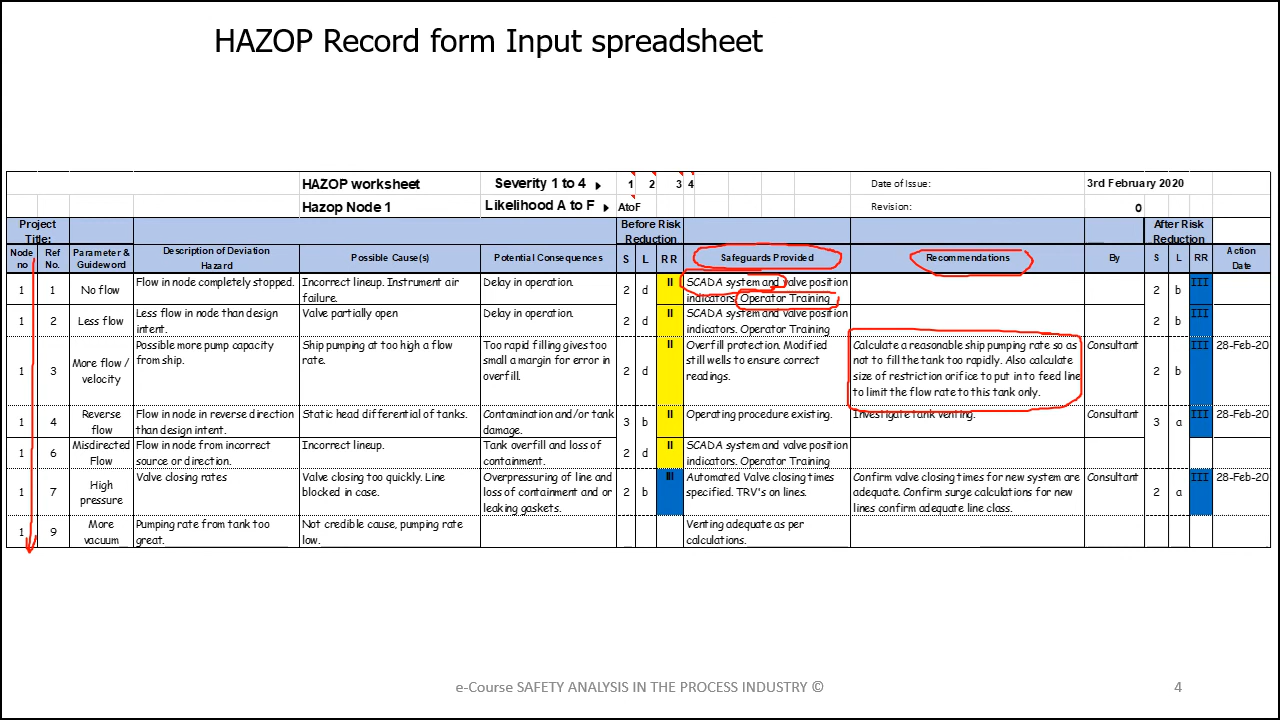 HAZOP Record form Input spreadsheet
HAZOP worksheet Severity 1 to 4 1 2 3 4 Date of Issue: 3rd February 2020
Hazop Node 1 Likelihood A to F AtoF Revision: 0
Project Title: Before Risk Reduction After Risk Reduction
Node no Ref No. Parameter & Guideword Description of Deviation Hazard Possible Cause(s) Potential Consequences S L RR Safeguards Provided Recommendations By S L RR Action Date
1 1 No flow Flow in node completely stopped. Incorrect lineup. Instrument air failure. Delay in operation. 2 d II SCADA system and valve position indicators. Operator Training 2 b III
1 2 Less flow Less flow in node than design intent. Valve partially open Delay in operation. 2 d II SCADA system and valve position indicators. Operator Training 2 b III
1 3 More flow / velocity Possible more pump capacity from ship. Ship pumping at too high a flow rate. Too rapid filling gives too small a margin for error in overfill. 2 d II Overfill protection. Modified still wells to ensure correct readings. Calculate a reasonable ship pumping rate so as not to fill the tank too rapidly. Also calculate size of restriction orifice to put in to feed line to limit the flow rate to this tank only. Consultant 2 b III 28-Feb-20
1 4 Reverse flow Flow in node in reverse direction than design intent. Static head differential of tanks. Contamination and/or tank damage. 3 b II Operating procedure existing. Investigate tank venting. Consultant 3 a III 28-Feb-20
1 6 Misdirected Flow Flow in node from incorrect source or direction. Incorrect lineup. Tank overfill and loss of containment. 2 d II SCADA system and valve position indicators. Operator Training
1 7 High pressure Valve closing rates Valve closing too quickly. Line blocked in case. Overpressuring of line and loss of containment and or leaking gaskets. 2 b III Automated Valve closing times specified. TRV's on lines. Confirm valve closing times for new system are adequate. Confirm surge calculations for new lines confirm adequate line class. Consultant 2 a 28-Feb-20
1 9 More vacuum Pumping rate from tank too great. Not credible cause, pumping rate low. Venting adequate as per calculations.
e-Course SAFETY ANALYSIS IN THE PROCESS INDUSTRY ©
4